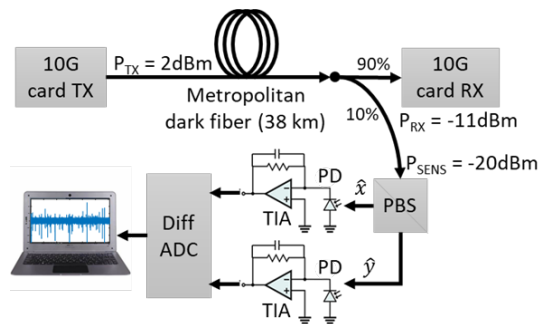 10G
card TX
P_TX = 2dBm
Metropolitan
dark fiber (38 km)
90%
10%
10G
card RX
P_RX = -11dBm
P_SENS = -20dBm
PBS
x̂
ŷ
PD
TIA
PD
TIA
Diff
ADC